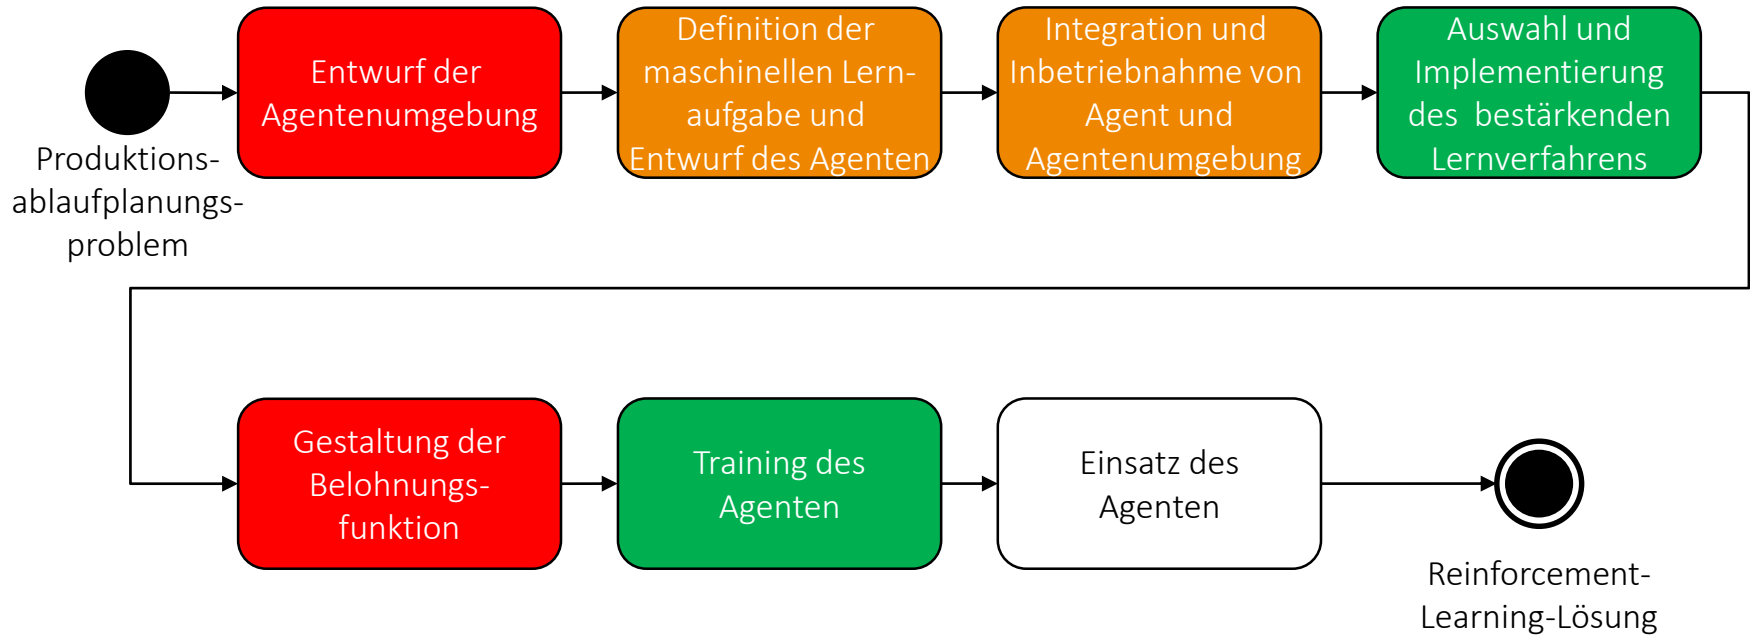 Produktions-
ablaufplanungs-
problem
Entwurf der
Agentenumgebung
Definition der
maschinellen Lern-
aufgabe und
Entwurf des Agenten
Integration und
Inbetriebnahme von
Agent und
Agentenumgebung
Auswahl und
Implementierung
des  bestärkenden
Lernverfahrens
Gestaltung der
Belohnungs-
funktion
Training des
Agenten
Einsatz des
Agenten
Reinforcement-
Learning-Lösung